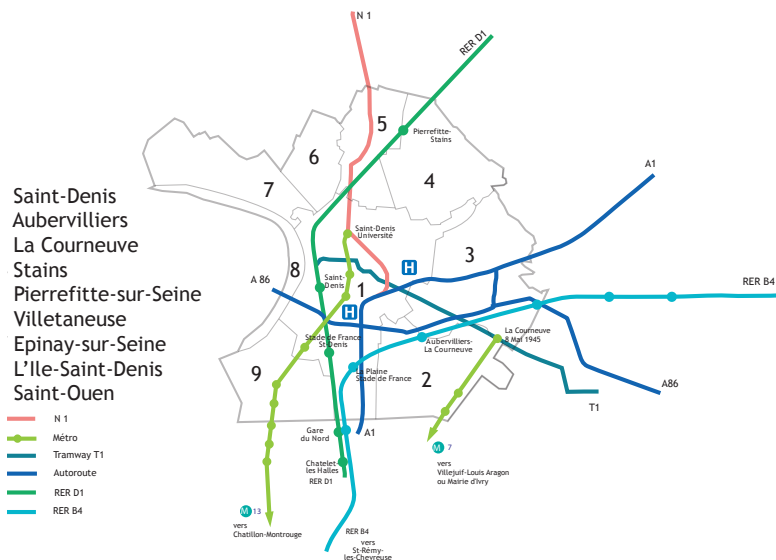 N 1
RER D1
5
Pierrefitte-
Stains
6
A1
7
4
Saint-Denis
Aubervilliers
La Courneuve
Stains
Pierrefitte-sur-Seine
Villetaneuse
Epinay-sur-Seine
L'Ile-Saint-Denis
Saint-Ouen
Saint-Denis
Université
3
8
H
A 86
Saint-
Denis
1
RER B4
H
Stade de France
St-Denis
Aubervilliers-
La Courneuve
La Courneuve
8 Mai 1945
9
La Plaine
Stade de France
2
A86
T1
N 1
Métro
Tramway T1
Autoroute
RER D1
RER B4
Gare
du Nord
A1
Chatelet-
les Halles
RER D1
M 7
vers
Villejuif-Louis Aragon
ou Mairie d'Ivry
M 13
vers
Chatillon-Montrouge
RER B4
vers
St-Rémy-
les-Chevreuse